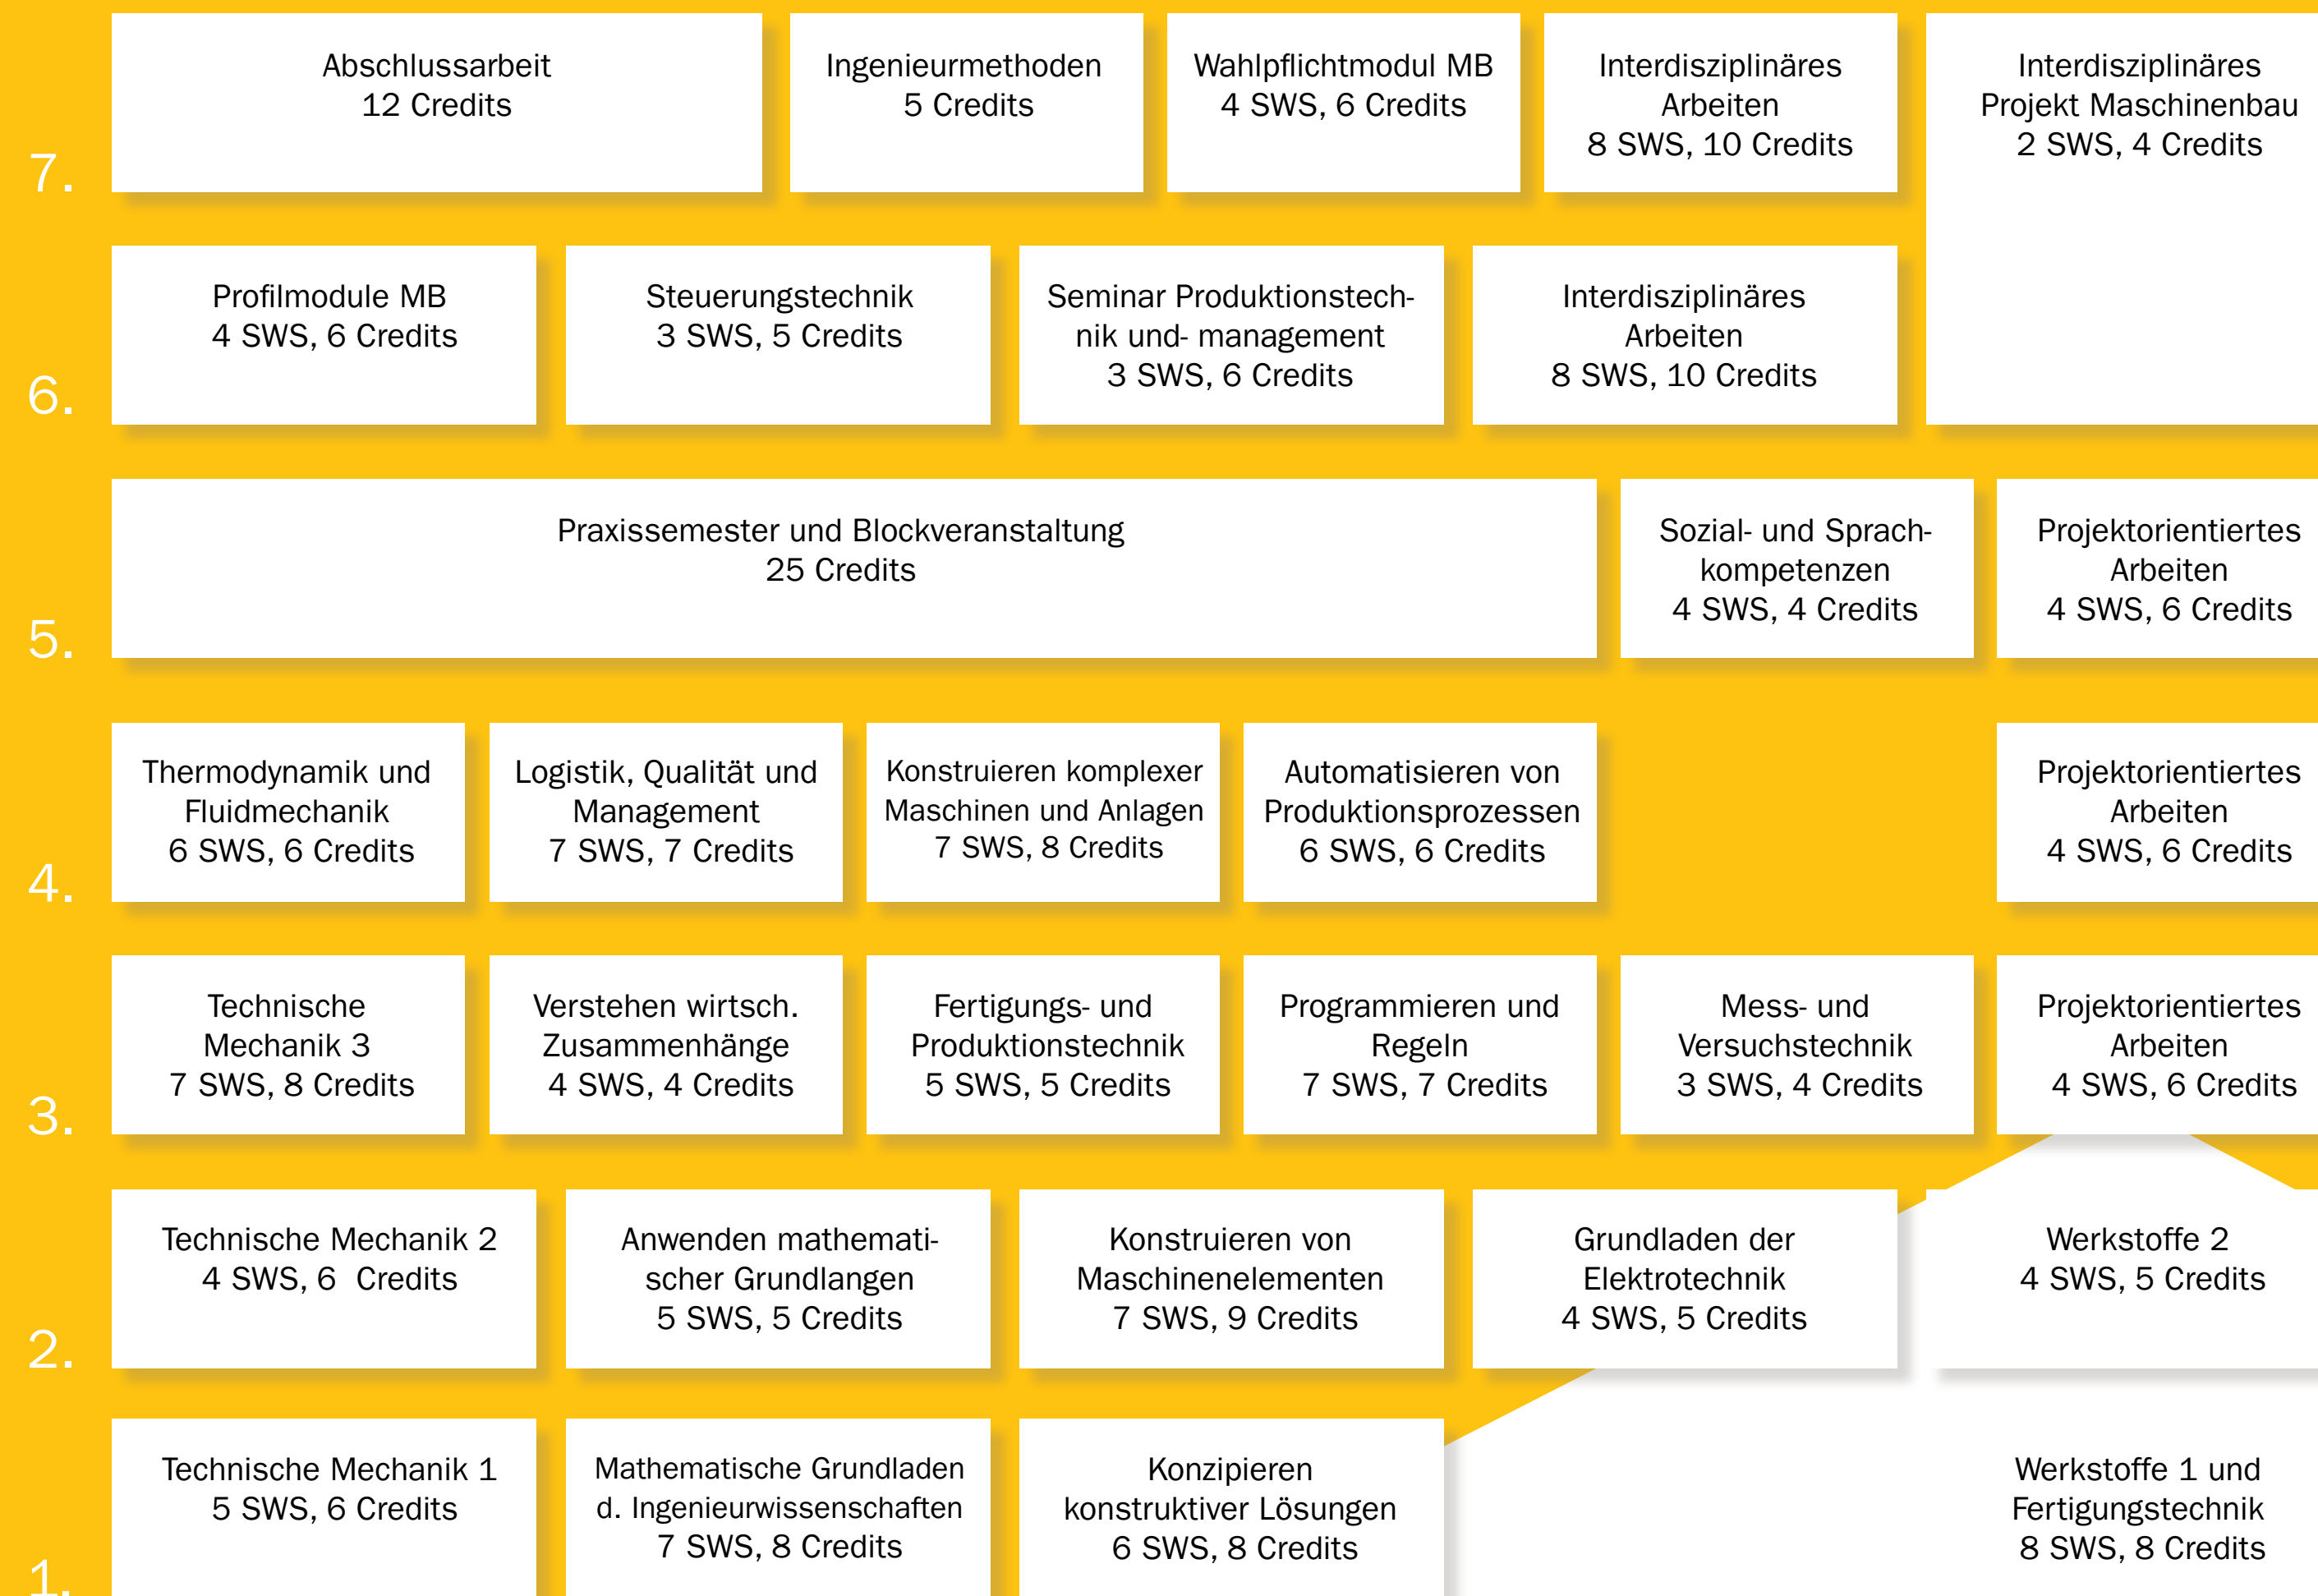 7.
Abschlussarbeit
12 Credits
Ingenieurmethoden
5 Credits
Wahlpflichtmodul MB
4 SWS, 6 Credits
Interdisziplinäres
Arbeiten
8 SWS, 10 Credits
Interdisziplinäres
Projekt Maschinenbau
2 SWS, 4 Credits
6.
Profilmodule MB
4 SWS, 6 Credits
Steuerungstechnik
3 SWS, 5 Credits
Seminar Produktionstech-
nik und- management
3 SWS, 6 Credits
Interdisziplinäres
Arbeiten
8 SWS, 10 Credits
5.
Praxissemester und Blockveranstaltung
25 Credits
Sozial- und Sprach-
kompetenzen
4 SWS, 4 Credits
Projektorientiertes
Arbeiten
4 SWS, 6 Credits
4.
Thermodynamik und
Fluidmechanik
6 SWS, 6 Credits
Logistik, Qualität und
Management
7 SWS, 7 Credits
Konstruieren komplexer
Maschinen und Anlagen
7 SWS, 8 Credits
Automatisieren von
Produktionsprozessen
6 SWS, 6 Credits
Projektorientiertes
Arbeiten
4 SWS, 6 Credits
3.
Technische
Mechanik 3
7 SWS, 8 Credits
Verstehen wirtsch.
Zusammenhänge
4 SWS, 4 Credits
Fertigungs- und
Produktionstechnik
5 SWS, 5 Credits
Programmieren und
Regeln
7 SWS, 7 Credits
Mess- und
Versuchstechnik
3 SWS, 4 Credits
Projektorientiertes
Arbeiten
4 SWS, 6 Credits
2.
Technische Mechanik 2
4 SWS, 6 Credits
Anwenden mathemati-
scher Grundlangen
5 SWS, 5 Credits
Konstruieren von
Maschinenelementen
7 SWS, 9 Credits
Grundladen der
Elektrotechnik
4 SWS, 5 Credits
Werkstoffe 2
4 SWS, 5 Credits
1.
Technische Mechanik 1
5 SWS, 6 Credits
Mathematische Grundladen
d. Ingenieurwissenschaften
7 SWS, 8 Credits
Konzipieren
konstruktiver Lösungen
6 SWS, 8 Credits
Werkstoffe 1 und
Fertigungstechnik
8 SWS, 8 Credits